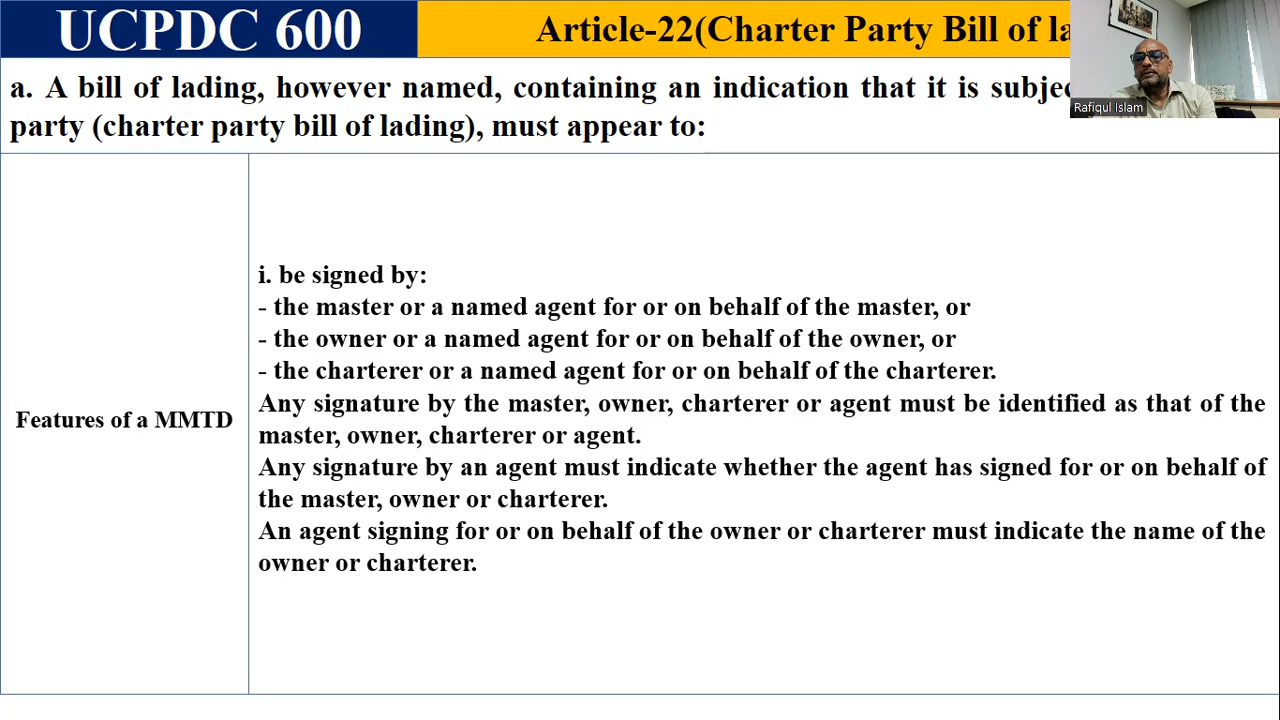 UCPDC 600
Article-22(Charter Party Bill of la
Rafiqul Islam
a. A bill of lading, however named, containing an indication that it is subjec
party (charter party bill of lading), must appear to:
Features of a MMTD
i. be signed by:
- the master or a named agent for or on behalf of the master, or
- the owner or a named agent for or on behalf of the owner, or
- the charterer or a named agent for or on behalf of the charterer.
Any signature by the master, owner, charterer or agent must be identified as that of the
master, owner, charterer or agent.
Any signature by an agent must indicate whether the agent has signed for or on behalf of
the master, owner or charterer.
An agent signing for or on behalf of the owner or charterer must indicate the name of the
owner or charterer.